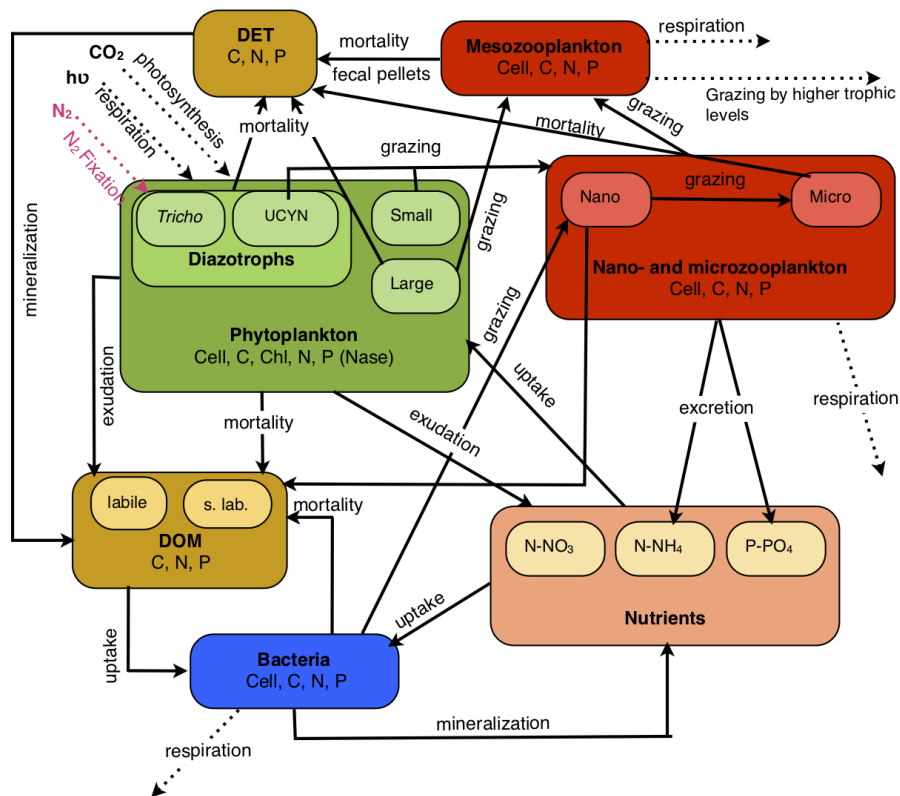 DET
C, N, P
mortality
fecal pellets
Mesozooplankton
Cell, C, N, P
respiration
Grazing by higher trophic
levels
CO₂
hυ
N₂
photosynthesis
respiration
N₂ Fixation
mortality
grazing
mortality
grazing
mineralization
Tricho
UCYN
Diazotrophs
Small
Large
Phytoplankton
Cell, C, Chl, N, P (Nase)
grazing
Nano
grazing
Micro
Nano- and microzooplankton
Cell, C, N, P
grazing
uptake
exudation
mortality
exudation
excretion
respiration
labile
s. lab.
DOM
C, N, P
mortality
N-NO₃
N-NH₄
P-PO₄
Nutrients
uptake
uptake
Bacteria
Cell, C, N, P
mineralization
respiration